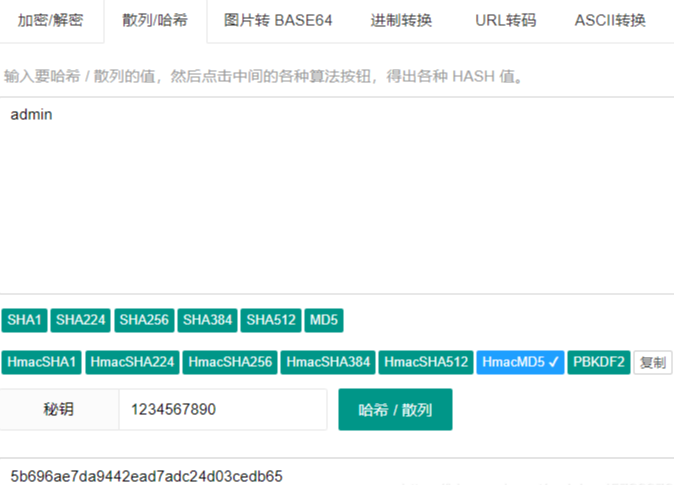 加密/解密 散列/哈希 图片转 BASE64 进制转换 URL转码 ASCII转换
输入要哈希 / 散列的值，然后点击中间的各种算法按钮，得出各种 HASH 值。
admin
SHA1 SHA224 SHA256 SHA384 SHA512 MD5
HmacSHA1 HmacSHA224 HmacSHA256 HmacSHA384 HmacSHA512 HmacMD5 ✓ PBKDF2 复制
秘钥 1234567890 哈希 / 散列
5b696ae7da9442ead7adc24d03cedb65